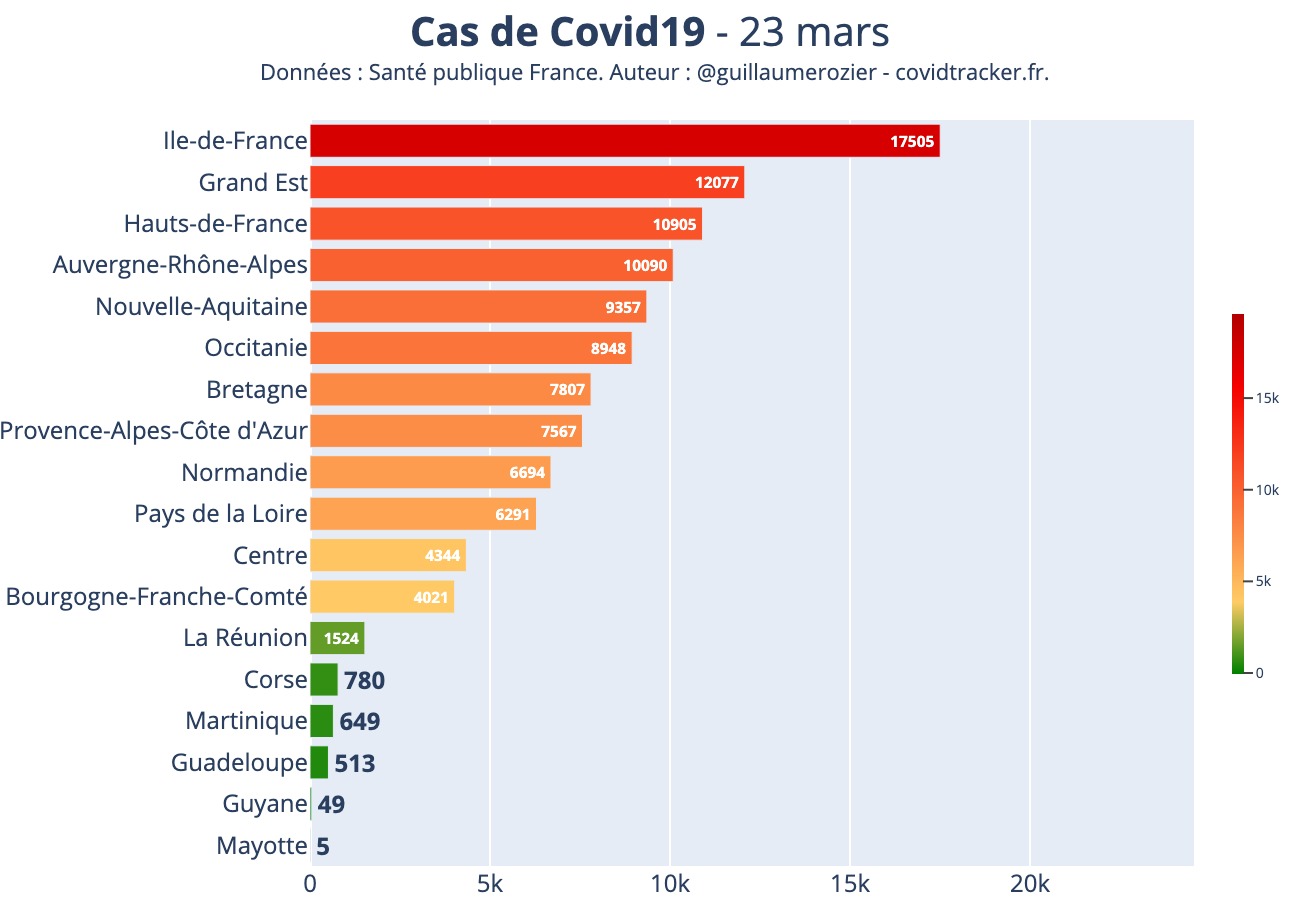 Cas de Covid19 - 23 mars
Données : Santé publique France. Auteur : @guillaumerozier - covidtracker.fr.
Ile-de-France 17505
Grand Est 12077
Hauts-de-France 10905
Auvergne-Rhône-Alpes 10090
Nouvelle-Aquitaine 9357
Occitanie 8948
Bretagne 7807
Provence-Alpes-Côte d'Azur 7567
Normandie 6694
Pays de la Loire 6291
Centre 4344
Bourgogne-Franche-Comté 4021
La Réunion 1524
Corse 780
Martinique 649
Guadeloupe 513
Guyane 49
Mayotte 5
0 5k 10k 15k 20k
15k
10k
5k
0